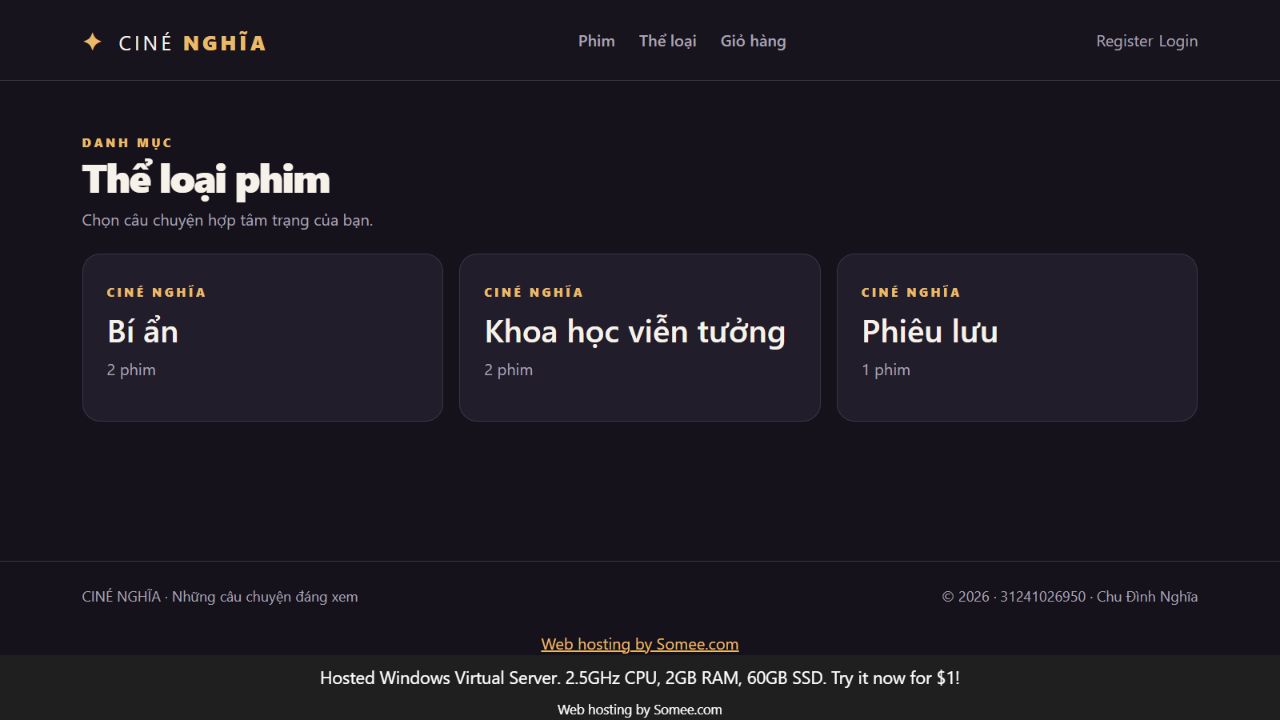 ✦ CINÉ NGHĨA
Phim Thể loại Giỏ hàng
Register Login
DANH MỤC
Thể loại phim
Chọn câu chuyện hợp tâm trạng của bạn.
CINÉ NGHĨA
Bí ẩn
2 phim
CINÉ NGHĨA
Khoa học viễn tưởng
2 phim
CINÉ NGHĨA
Phiêu lưu
1 phim
CINÉ NGHĨA · Những câu chuyện đáng xem
© 2026 · 31241026950 · Chu Đình Nghĩa
Web hosting by Somee.com
Hosted Windows Virtual Server. 2.5GHz CPU, 2GB RAM, 60GB SSD. Try it now for $1!
Web hosting by Somee.com